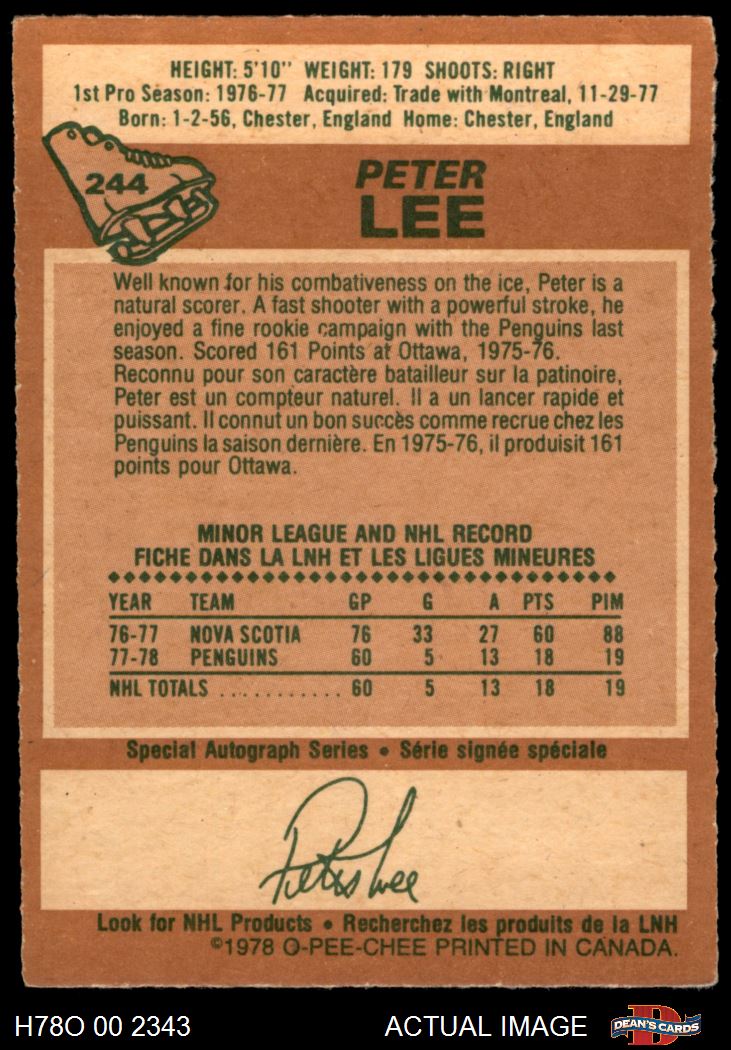 HEIGHT: 5'10" WEIGHT: 179 SHOOTS: RIGHT
1st Pro Season: 1976-77 Acquired: Trade with Montreal, 11-29-77
Born: 1-2-56, Chester, England Home: Chester, England
244
PETER
LEE
Well known for his combativeness on the ice, Peter is a
natural scorer. A fast shooter with a powerful stroke, he
enjoyed a fine rookie campaign with the Penguins last
season. Scored 161 Points at Ottawa, 1975-76.
Reconnu pour son caractère batailleur sur la patinoire,
Peter est un compteur naturel. Il a un lancer rapide et
puissant. Il connut un bon succès comme recrue chez les
Penguins la saison dernière. En 1975-76, il produisit 161
points pour Ottawa.
MINOR LEAGUE AND NHL RECORD
FICHE DANS LA LNH ET LES LIGUES MINEURES
YEAR TEAM GP G A PTS PIM
76-77 NOVA SCOTIA 76 33 27 60 88
77-78 PENGUINS 60 5 13 18 19
NHL TOTALS ........... 60 5 13 18 19
Special Autograph Series • Série signée spéciale
Peter Lee
Look for NHL Products • Recherchez les produits de la LNH
©1978 O-PEE-CHEE PRINTED IN CANADA.
H78O 00 2343 ACTUAL IMAGE DEAN'S CARDS